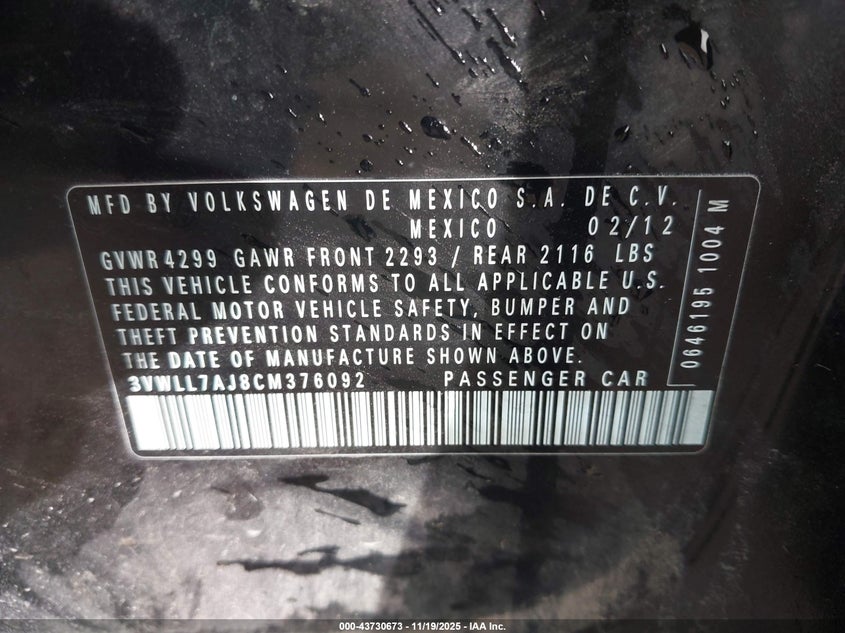 MFD BY VOLKSWAGEN DE MEXICO S.A. DE C.V.
MEXICO 02/12
GVWR 4299 GAWR FRONT 2293 / REAR 2116 LBS
THIS VEHICLE CONFORMS TO ALL APPLICABLE U.S.
FEDERAL MOTOR VEHICLE SAFETY, BUMPER AND
THEFT PREVENTION STANDARDS IN EFFECT ON
THE DATE OF MANUFACTURE SHOWN ABOVE.
3VWLL7AJ8CM376092 PASSENGER CAR
0646195 1004 M
000-43730673 - 11/19/2025 - IAA Inc.